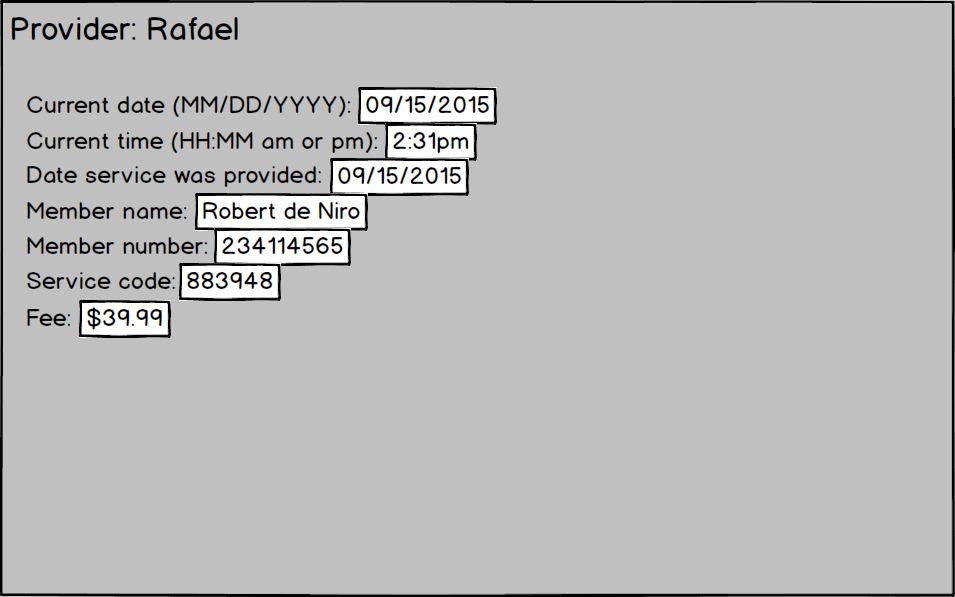 Provider: Rafael
Current date (MM/DD/YYYY): 09/15/2015
Current time (HH:MM am or pm): 2:31pm
Date service was provided: 09/15/2015
Member name: Robert de Niro
Member number: 234114565
Service code: 883948
Fee: $39.99